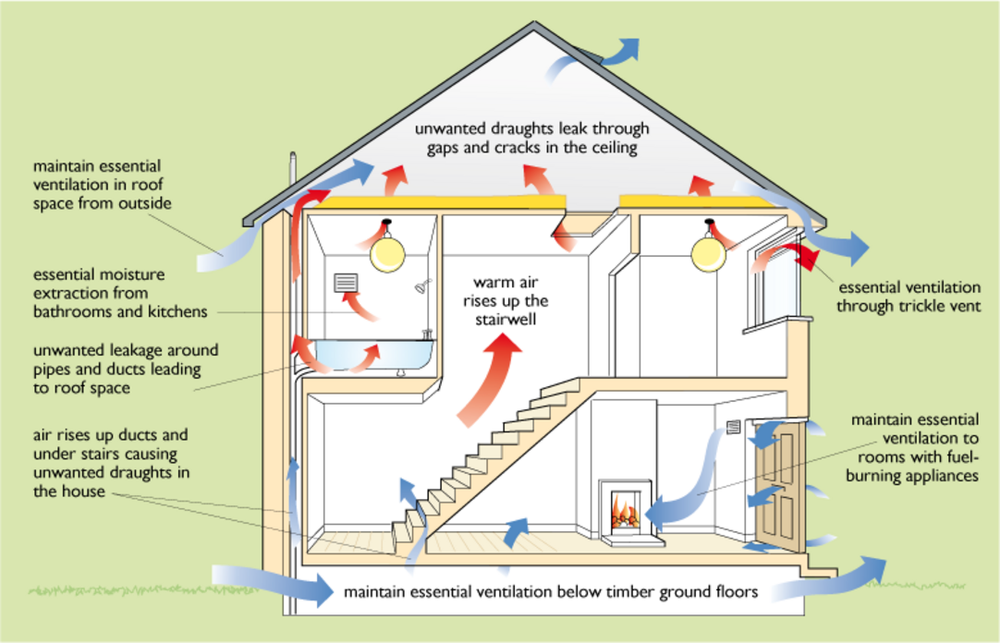 unwanted draughts leak through
gaps and cracks in the ceiling
maintain essential
ventilation in roof
space from outside
essential moisture
extraction from
bathrooms and kitchens
unwanted leakage around
pipes and ducts leading
to roof space
air rises up ducts and
under stairs causing
unwanted draughts in
the house
warm air
rises up the
stairwell
essential ventilation
through trickle vent
maintain essential
ventilation to
rooms with fuel-
burning appliances
maintain essential ventilation below timber ground floors